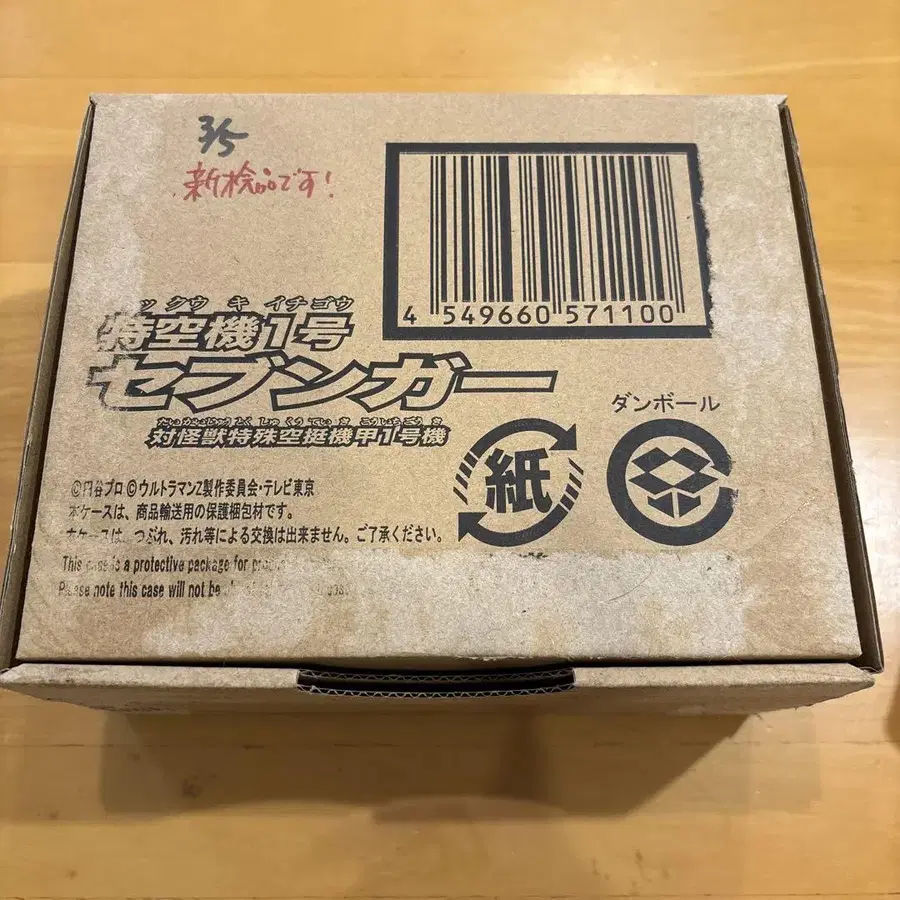 3/5
新検品です!
4 549660 571100
ックウ キ イチゴウ
特空機1号
セブンガー
対怪獣特殊空挺機甲1号機
ダンボール
紙
©円谷プロ ©ウルトラマンZ製作委員会・テレビ東京
本ケースは、商品輸送用の保護梱包材です。
本ケースは、つぶれ、汚れ等による交換は出来ません。ご了承ください。
This case is a protective package for
Please note this case will not be